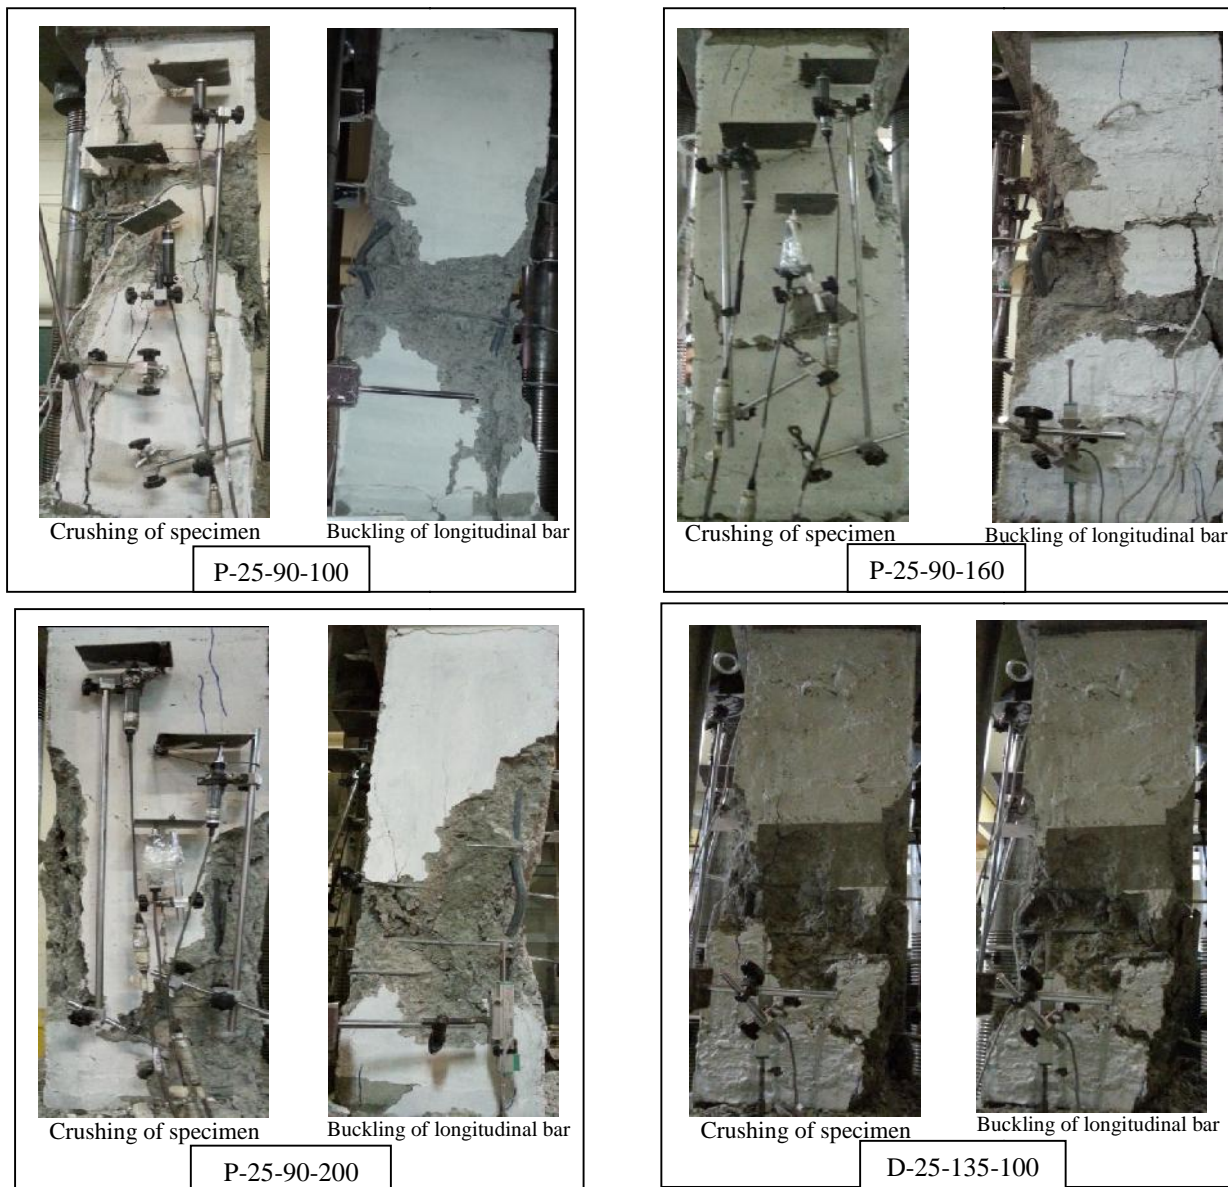 Crushing of specimen
Buckling of longitudinal bar
P-25-90-100
Crushing of specimen
Buckling of longitudinal bar
P-25-90-160
Crushing of specimen
Buckling of longitudinal bar
P-25-90-200
Crushing of specimen
Buckling of longitudinal bar
D-25-135-100